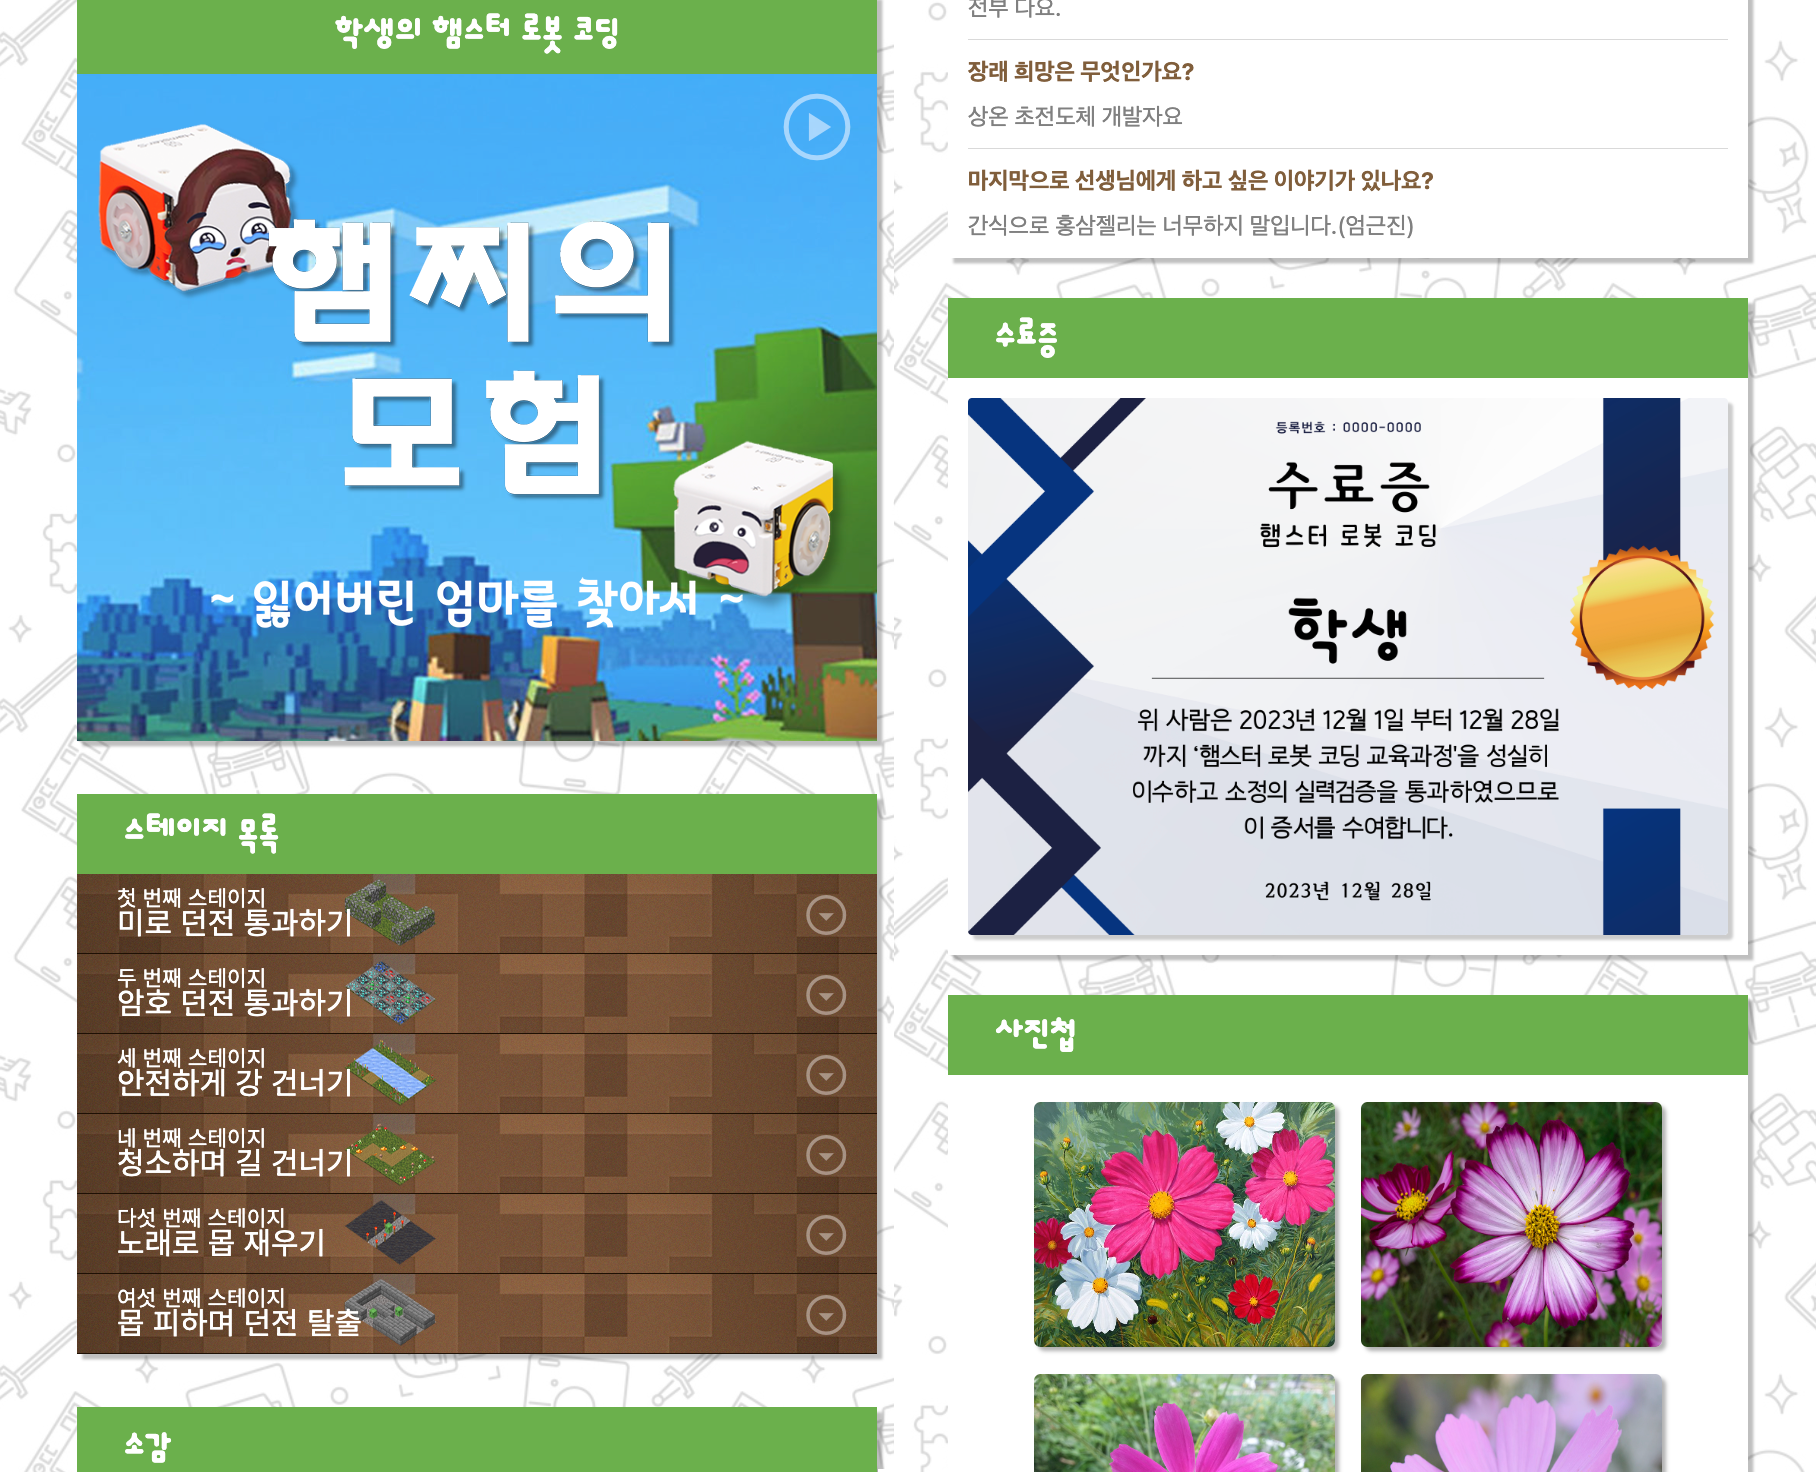 학생의 햄스터 로봇 코딩
햄찌의
모험
~ 잃어버린 엄마를 찾아서 ~
스테이지 목록
첫 번째 스테이지
미로 던전 통과하기
두 번째 스테이지
암호 던전 통과하기
세 번째 스테이지
안전하게 강 건너기
네 번째 스테이지
청소하며 길 건너기
다섯 번째 스테이지
노래로 몹 재우기
여섯 번째 스테이지
몹 피하며 던전 탈출
소감
전부 다요.
장래 희망은 무엇인가요?
상온 초전도체 개발자요
마지막으로 선생님에게 하고 싶은 이야기가 있나요?
간식으로 홍삼젤리는 너무하지 말입니다.(엄근진)
수료증
등록번호 : 0000-0000
수료증
햄스터 로봇 코딩
학생
위 사람은 2023년 12월 1일 부터 12월 28일
까지 ‘햄스터 로봇 코딩 교육과정'을 성실히
이수하고 소정의 실력검증을 통과하였으므로
이 증서를 수여합니다.
2023년 12월 28일
사진첩